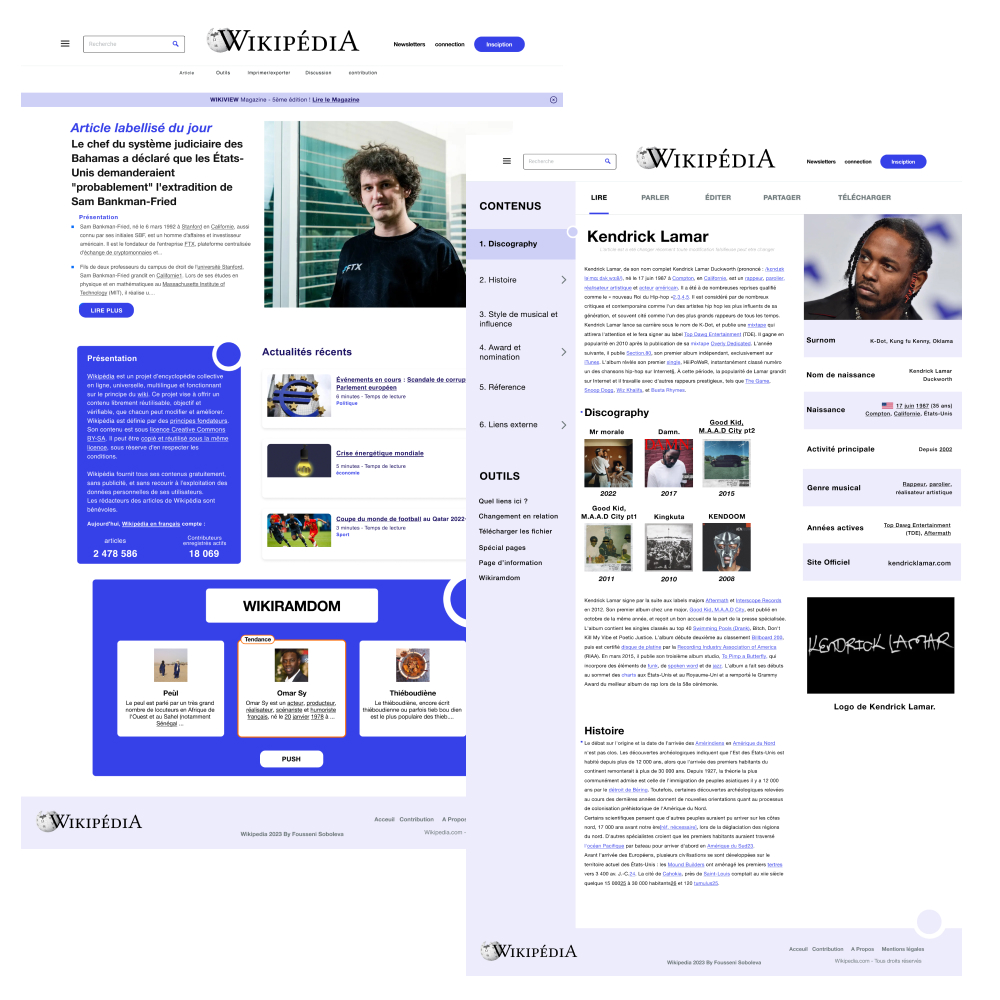 Recherche
WIKIPÉDIA
Newsletters
connection
Insciption
Article
Outils
Imprimer/exporter
Discussion
contribution
WIKIVIEW Magazine - 5ème édition ! Lire le Magazine
Article labellisé du jour
Le chef du système judiciaire des
Bahamas a déclaré que les États-
Unis demanderaient
"probablement" l'extradition de
Sam Bankman-Fried
Présentation
Sam Bankman-Fried, né le 6 mars 1992 à Stanford en Californie, aussi
connu par ses initiales SBF, est un homme d'affaires et investisseur
américain. Il est le fondateur de l'entreprise FTX, plateforme centralisée
d'échange de cryptomonnaies et..
Fils de deux professeurs du campus de droit de l'université Stanford,
Sam Bankman-Fried grandit en Californie1. Lors de ses études en
physique et en mathématiques au Massachusetts Institute of
Technology (MIT), il réalise u...
LIRE PLUS
FTX
Présentation
Wikipédia est un projet d'encyclopédie collective
en ligne, universelle, multilingue et fonctionnant
sur le principe du wiki. Ce projet vise à offrir un
contenu librement réutilisable, objectif et
vérifiable, que chacun peut modifier et améliorer.
Wikipédia est définie par des principes fondateurs.
Son contenu est sous licence Creative Commons
BY-SA. Il peut être copié et réutilisé sous la même
licence, sous réserve d'en respecter les
conditions.
Wikipédia fournit tous ses contenus gratuitement,
sans publicité, et sans recourir à l'exploitation des
données personnelles de ses utilisateurs.
Les rédacteurs des articles de Wikipédia sont
bénévoles.
Aujourd'hui, Wikipédia en français compte :
articles
2 478 586
Contributeurs
enregistrés actifs
18 069
Actualités récents
Évènements en cours : Scandale de corrup
Parlement européen
6 minutes - Temps de lecture
Politique
Crise énergétique mondiale
5 minutes - Temps de lecture
économie
Coupe du monde de football au Qatar 2022
3 minutes - Temps de lecture
Sport
WIKIRAMDOM
Peùl
Le peul est parlé par un très grand
nombre de locuteurs en Afrique de
l'Ouest et au Sahel (notamment
Sénégal ...
Tendance
Omar Sy
Omar Sy est un acteur, producteur,
réalisateur, scénariste et humoriste
français, né le 20 janvier 1978 à ...
Thiéboudiène
Le thiéboudiène, encore écrit
thiéboudienne ou parfois tieb bou dien
est le plus populaire des thieb....
PUSH
WIKIPÉDIA
Wikipedia 2023 By Fousseni Soboleva
Acceuil
Contribution
A Propos
Wikipedia.com -
Recherche
WIKIPÉDIA
Newsletters
connection
Insciption
CONTENUS
1. Discography
2. Histoire
3. Style de musical et
influence
4. Award et
nomination
5. Réference
6. Liens externe
OUTILS
Quel liens ici ?
Changement en relation
Télécharger les fichier
Spécial pages
Page d'information
Wikiramdom
LIRE
PARLER
ÉDITER
PARTAGER
TÉLÉCHARGER
Kendrick Lamar
Kendrick Lamar, de son nom complet Kendrick Lamar Duckworth (prononcé :
le ləˈmɑɹ dʌk.wɝθ]1, né le 17 juin 1987 à Compton, en Californie, est un rappeur, parolier,
réalisateur artistique et acteur américain. Il a été à de nombreuses reprises qualifié
comme le « nouveau Roi du Hip-hop »2,3,4,5. Il est considéré par de nombreux
critiques et contemporains comme l'un des artistes hip hop les plus influents de sa
génération, et souvent cité comme l'un des plus grands rappeurs de tous les temps.
Kendrick Lamar lance sa carrière sous le nom de K-Dot, et publie une mixtape qui
attirera l'attention et le fera signer au label Top Dawg Entertainment (TDE). Il gagne en
popularité en 2010 après la publication de sa mixtape Overly Dedicated. L'année
suivante, il publie Section.80, son premier album indépendant, exclusivement sur
iTunes. L'album révèle son premier single, HiiiPoWeR, instantanément classé numéro
un des chansons hip-hop sur Internet§. À cette période, la popularité de Lamar grandit
sur Internet et il travaille avec d'autres rappeurs prestigieux, tels que The Game,
Snoop Dogg, Wiz Khalifa, et Busta Rhymes.
Discography
Mr morale
2022
Damn.
2017
Good Kid,
M.A.A.D City pt2
2015
Good Kid,
M.A.A.D City pt1
2011
Kingkuta
2010
KENDOOM
2008
Kendrick Lamar signe par la suite aux labels majors Aftermath et Interscope Records
en 2012. Son premier album chez une major, Good Kid, M.A.A.D City, est publié en
octobre de la même année, et reçoit un bon accueil de la part de la presse spécialisée.
L'album contient les singles classés au top 40 Swimming Pools (Drank), Bitch, Don't
Kill My Vibe et Poetic Justice. L'album débute deuxième au classement Billboard 200,
puis est certifié disque de platine par la Recording Industry Association of America
(RIAA). En mars 2015, il publie son troisième album studio, To Pimp a Butterfly, qui
incorpore des éléments de funk, de spoken word et de jazz. L'album a fait ses débuts
au sommet des charts aux États-Unis et au Royaume-Uni et a remporté le Grammy
Award du meilleur album de rap lors de la 58e cérémonie.
Histoire
Le débat sur l'origine et la date de l'arrivée des Amérindiens en Amérique du Nord
n'est pas clos. Les découvertes archéologiques indiquent que l'Est des États-Unis est
habité depuis plus de 12 000 ans, alors que l'arrivée des premiers habitants du
continent remonterait à plus de 30 000 ans. Depuis 1927, la théorie la plus
communément admise est celle de l'immigration de peuples asiatiques il y a 12 000
ans par le détroit de Béring. Toutefois, certaines découvertes archéologiques relevées
au cours des dernières années donnent de nouvelles orientations quant au processus
de colonisation préhistorique de l'Amérique du Nord.
Certains scientifiques pensent que d'autres peuples auraient pu arriver sur les côtes
nord, 17 000 ans avant notre ère[réf. nécessaire], lors de la déglaciation des régions
du nord. D'autres spécialistes croient que les premiers habitants auraient traversé
l'océan Pacifique par bateau pour arriver d'abord en Amérique du Sud23.
Avant l'arrivée des Européens, plusieurs civilisations se sont développées sur le
territoire actuel des États-Unis : les Mound Builders ont aménagé les premiers tertres
vers 3 400 av. J.-C.24. La cité de Cahokia, près de Saint-Louis comptait au xiie siècle
quelque 15 00025 à 30 000 habitants26 et 120 tumulus25.
Surnom
K-Dot, Kung fu Kenny, Oklama
Nom de naissance
Kendrick Lamar
Duckworth
Naissance
17 juin 1987 (35 ans)
Compton, Californie, États-Unis
Activité principale
Depuis 2002
Genre musical
Rappeur, parolier,
réalisateur artistique
Années actives
Top Dawg Entertainment
(TDE), Aftermath
Site Officiel
kendricklamar.com
KENDRICK LAMAR
Logo de Kendrick Lamar.
WIKIPÉDIA
Wikipedia 2023 By Fousseni Soboleva
Acceuil
Contribution
A Propos
Mentions légales
Wikipedia.com - Tous droits réservés